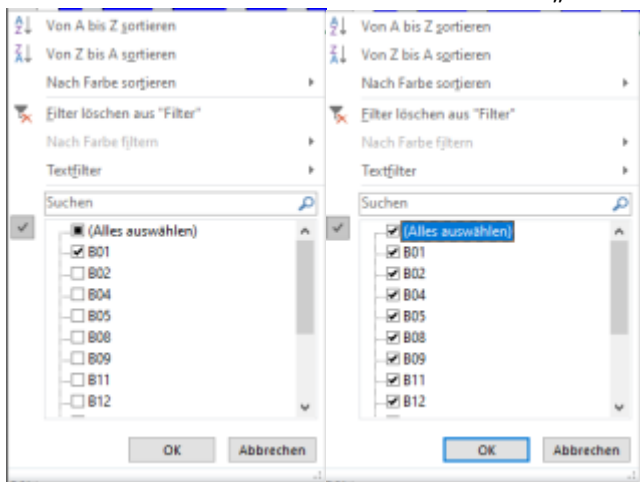 Von A bis Z sortieren
Von Z bis A sortieren
Nach Farbe sortieren
Filter löschen aus "Filter"
Nach Farbe filtern
Textfilter
Suchen
(Alles auswählen)
B01
B02
B04
B05
B08
B09
B11
B12
OK Abbrechen
Von A bis Z sortieren
Von Z bis A sortieren
Nach Farbe sortieren
Filter löschen aus "Filter"
Nach Farbe filtern
Textfilter
Suchen
(Alles auswählen)
B01
B02
B04
B05
B08
B09
B11
B12
OK Abbrechen